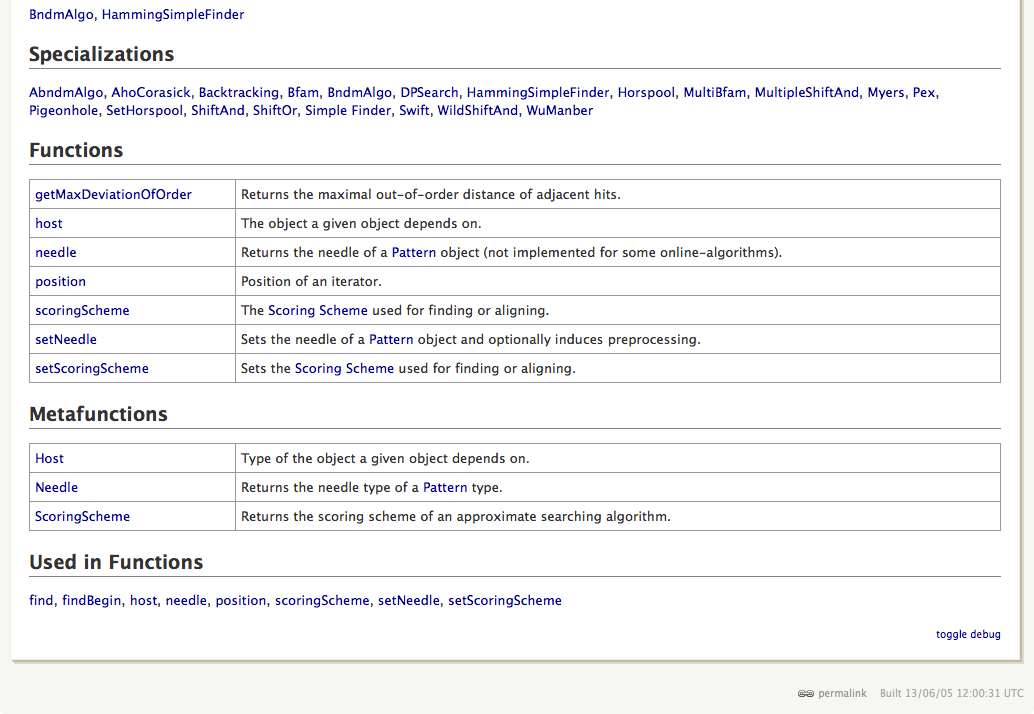 BndmAlgo, HammingSimpleFinder
Specializations
AbndmAlgo, AhoCorasick, Backtracking, Bfam, BndmAlgo, DPSearch, HammingSimpleFinder, Horspool, MultiBfam, MultipleShiftAnd, Myers, Pex,
Pigeonhole, SetHorspool, ShiftAnd, ShiftOr, Simple Finder, Swift, WildShiftAnd, WuManber
Functions
getMaxDeviationOfOrder Returns the maximal out-of-order distance of adjacent hits.
host The object a given object depends on.
needle Returns the needle of a Pattern object (not implemented for some online-algorithms).
position Position of an iterator.
scoringScheme The Scoring Scheme used for finding or aligning.
setNeedle Sets the needle of a Pattern object and optionally induces preprocessing.
setScoringScheme Sets the Scoring Scheme used for finding or aligning.
Metafunctions
Host Type of the object a given object depends on.
Needle Returns the needle type of a Pattern type.
ScoringScheme Returns the scoring scheme of an approximate searching algorithm.
Used in Functions
find, findBegin, host, needle, position, scoringScheme, setNeedle, setScoringScheme
toggle debug
permalink Built 13/06/05 12:00:31 UTC